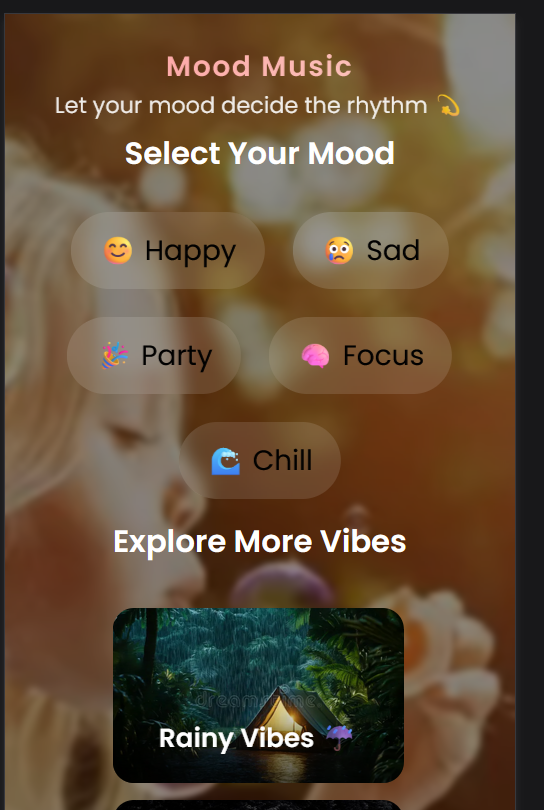 Mood Music
Let your mood decide the rhythm 💫
Select Your Mood
😊 Happy
😢 Sad
🎉 Party
🧠 Focus
🌊 Chill
Explore More Vibes
dreamstime
Rainy Vibes ☔